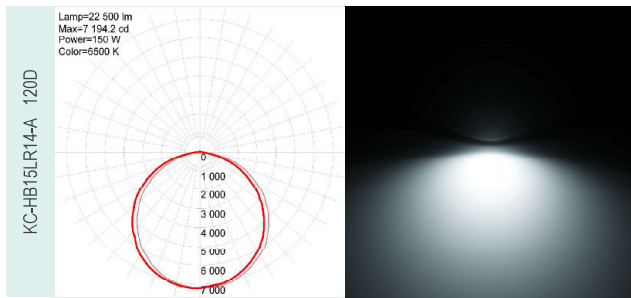 KC-HB15LR14-A 120D
Lamp=22 500 lm
Max=7 194.2 cd
Power=150 W
Color=6500 K
0
1 000
2 000
3 000
4 000
5 000
6 000
7 000